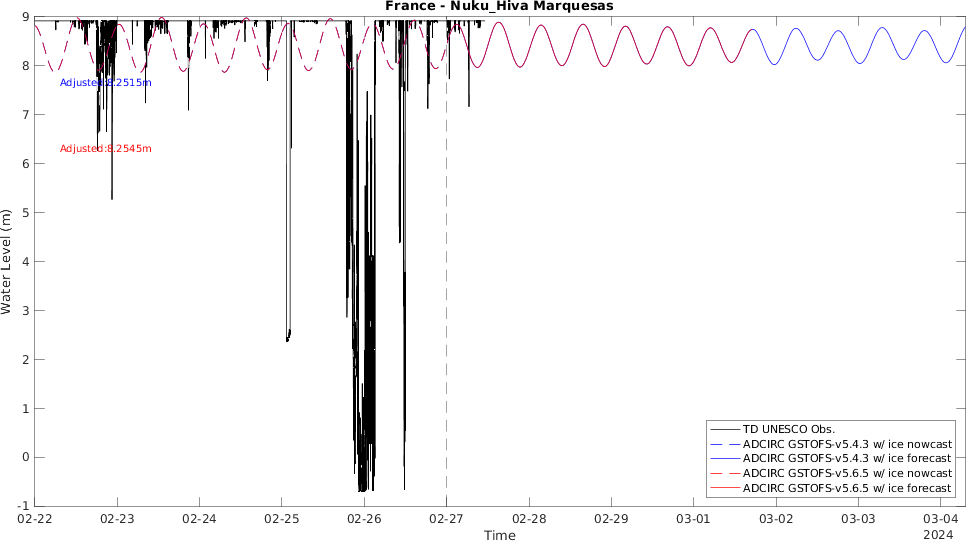 France - Nuku_Hiva Marquesas
9
8
7
6
5
4
3
2
1
0
-1
Water Level (m)
Adjusted:8.2515m
Adjusted:8.2545m
TD UNESCO Obs.
ADCIRC GSTOFS-v5.4.3 w/ ice nowcast
ADCIRC GSTOFS-v5.4.3 w/ ice forecast
ADCIRC GSTOFS-v5.6.5 w/ ice nowcast
ADCIRC GSTOFS-v5.6.5 w/ ice forecast
02-22 02-23 02-24 02-25 02-26 02-27 02-28 02-29 03-01 03-02 03-03 03-04
Time
2024